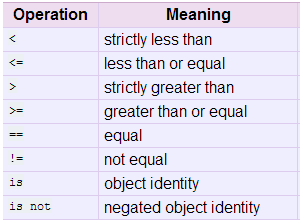 Operation Meaning
< strictly less than
<= less than or equal
> strictly greater than
>= greater than or equal
== equal
!= not equal
is object identity
is not negated object identity